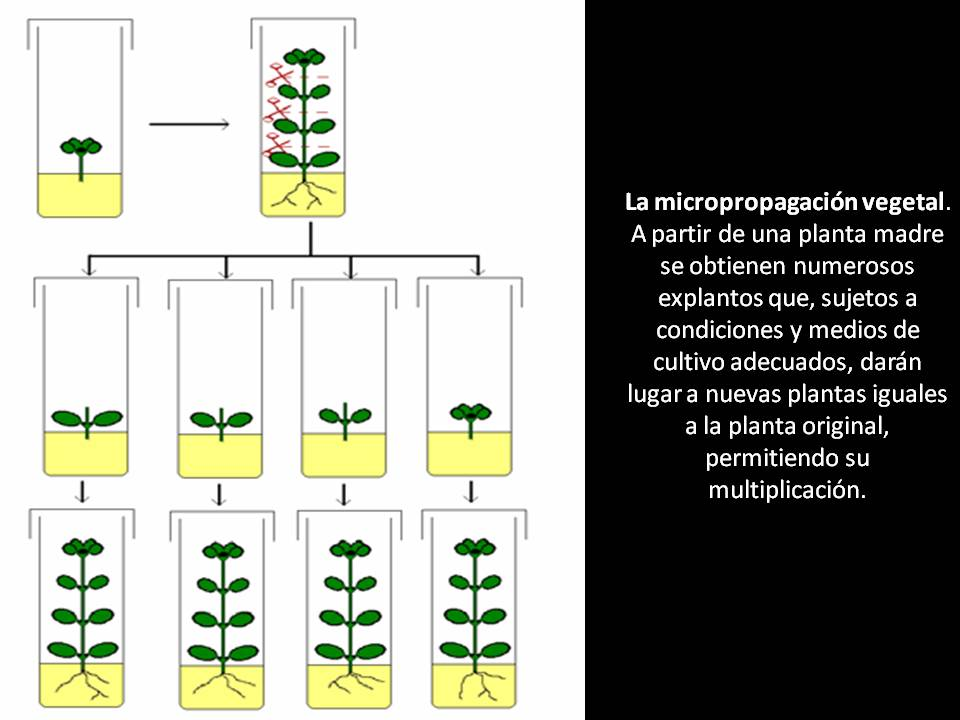 La micropropagación vegetal.
A partir de una planta madre
se obtienen numerosos
explantos que, sujetos a
condiciones y medios de
cultivo adecuados, darán
lugar a nuevas plantas iguales
a la planta original,
permitiendo su
multiplicación.